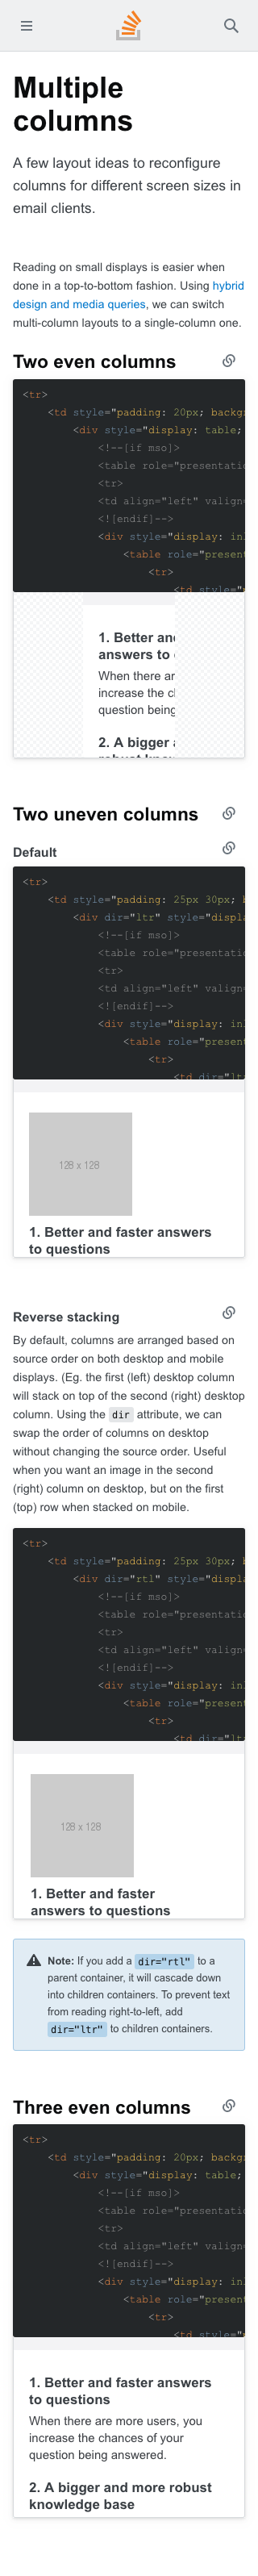 Multiple
columns
A few layout ideas to reconfigure
columns for different screen sizes in
email clients.
Reading on small displays is easier when
done in a top-to-bottom fashion. Using hybrid
design and media queries, we can switch
multi-column layouts to a single-column one.
Two even columns
<tr>
<td style="padding: 20px; backg
<div style="display: table;
<!--[if mso]>
<table role="presentatio
<tr>
<td align="left" valign
<![endif]-->
<div style="display: in
<table role="present
<tr>
<td style="
1. Better an
answers to
When there ar
increase the c
question being
2. A bigger
Two uneven columns
Default
<tr>
<td style="padding: 25px 30px;
<div dir="ltr" style="displa
<!--[if mso]>
<table role="presentatio
<tr>
<td align="left" valign
<![endif]-->
<div style="display: in
<table role="present
<tr>
<td dir="lt
128 x 128
1. Better and faster answers
to questions
Reverse stacking
By default, columns are arranged based on
source order on both desktop and mobile
displays. (Eg. the first (left) desktop column
will stack on top of the second (right) desktop
column. Using the dir attribute, we can
swap the order of columns on desktop
without changing the source order. Useful
when you want an image in the second
(right) column on desktop, but on the first
(top) row when stacked on mobile.
<tr>
<td style="padding: 25px 30px;
<div dir="rtl" style="displa
<!--[if mso]>
<table role="presentatio
<tr>
<td align="left" valign
<![endif]-->
<div style="display: in
<table role="present
<tr>
<td dir="lt
128 x 128
1. Better and faster
answers to questions
Note: If you add a dir="rtl" to a
parent container, it will cascade down
into children containers. To prevent text
from reading right-to-left, add
dir="ltr" to children containers.
Three even columns
<tr>
<td style="padding: 20px; backg
<div style="display: table;
<!--[if mso]>
<table role="presentatio
<tr>
<td align="left" valign
<![endif]-->
<div style="display: in
<table role="present
<tr>
<td style="
1. Better and faster answers
to questions
When there are more users, you
increase the chances of your
question being answered.
2. A bigger and more robust
knowledge base